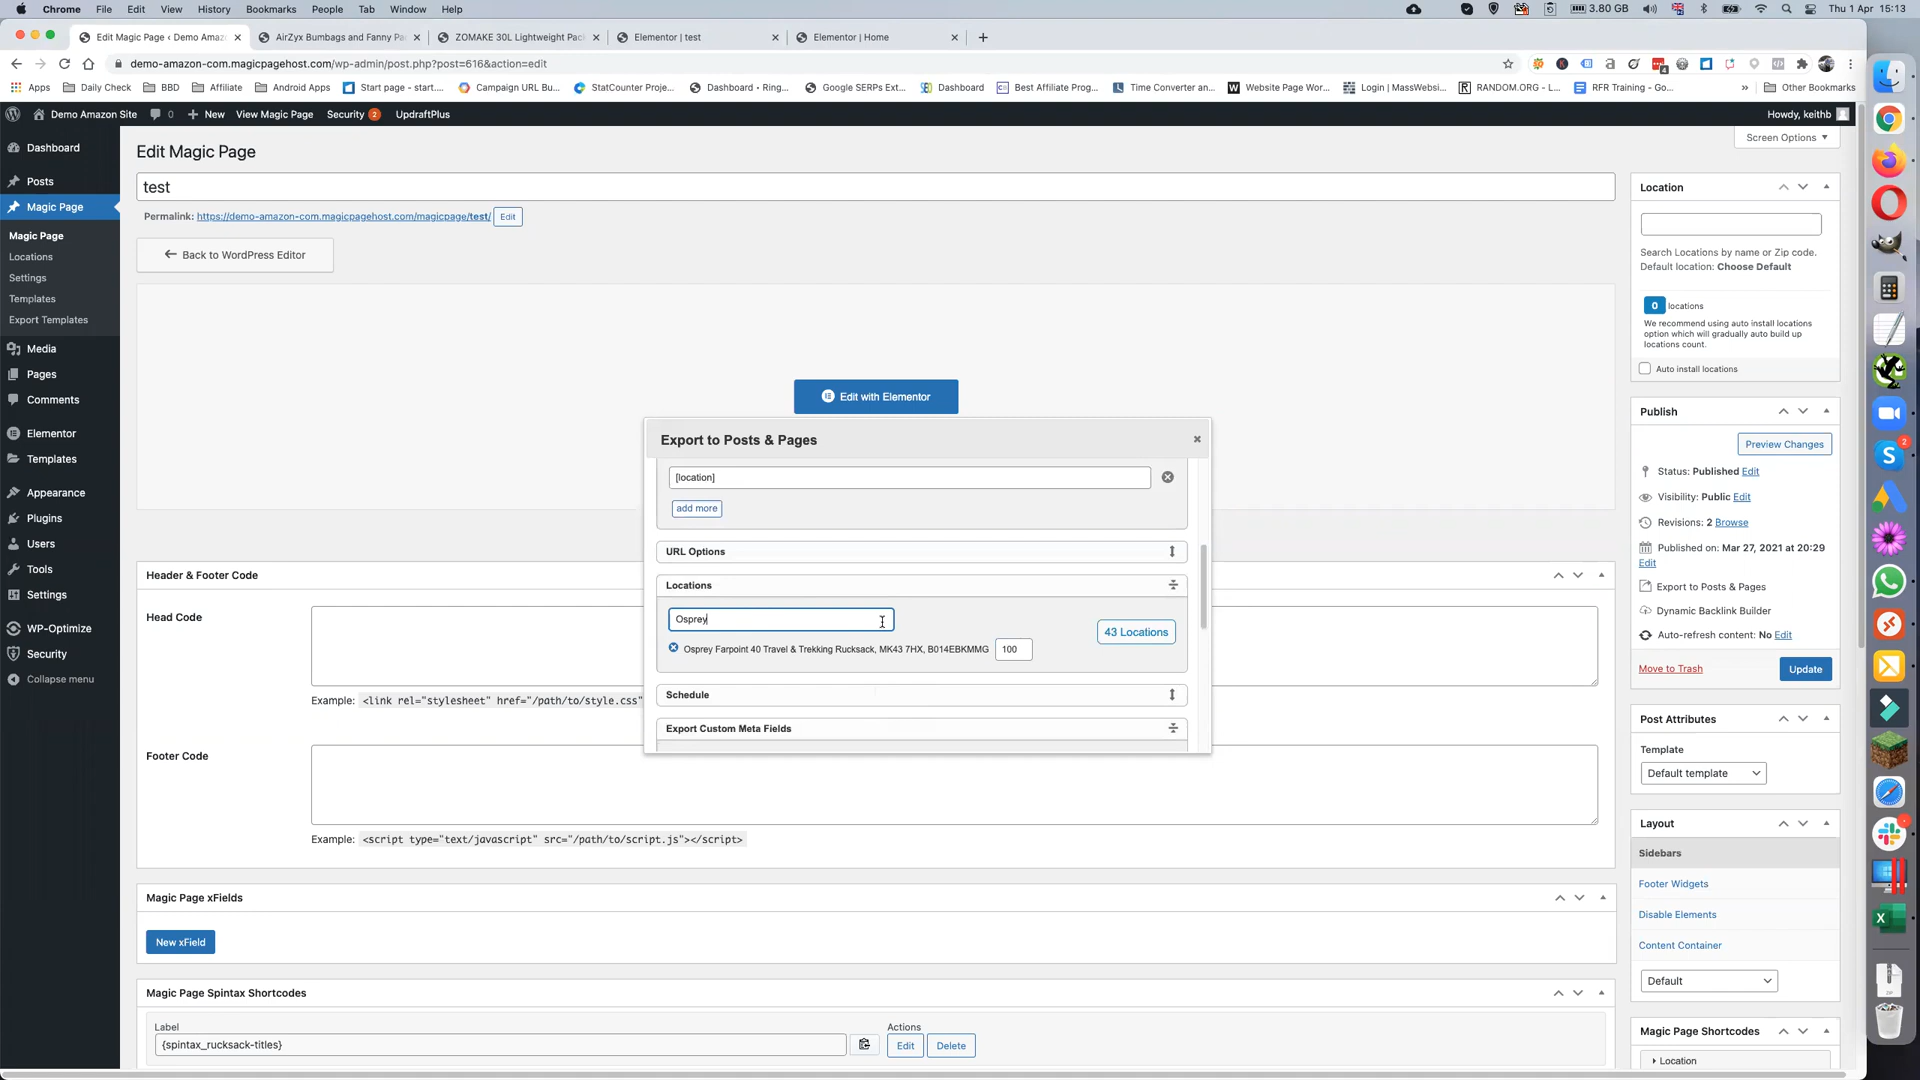 Chrome File Edit View History Bookmarks People Tab Window Help 3.80 GB Thu 1 Apr 15:13
Edit Magic Page ‹ Demo Amaz AirZyx Bumbags and Fanny Pa ZOMAKE 30L Lightweight Pac Elementor | test Elementor | Home
demo-amazon-com.magicpagehost.com/wp-admin/post.php?post=616&action=edit
Apps Daily Check BBD Affiliate Android Apps Start page - start.... Campaign URL Bu... StatCounter Proje... Dashboard • Ring... Google SERPs Ext... Dashboard Best Affiliate Prog... Time Converter an... Website Page Wor... Login | MassWebsi... RANDOM.ORG - L... RFR Training - Go... » Other Bookmarks
Demo Amazon Site 0 New View Magic Page Security 2 UpdraftPlus Howdy, keithb
Screen Options
Dashboard
Posts
Magic Page
Magic Page
Locations
Settings
Templates
Export Templates
Media
Pages
Comments
Elementor
Templates
Appearance
Plugins
Users
Tools
Settings
WP-Optimize
Security
Collapse menu
Edit Magic Page
test
Permalink: https://demo-amazon-com.magicpagehost.com/magicpage/test/ Edit
Back to WordPress Editor
Edit with Elementor
Export to Posts & Pages
[location]
add more
URL Options
Locations
Osprey
43 Locations
Osprey Farpoint 40 Travel & Trekking Rucksack, MK43 7HX, B014EBKMMG 100
Schedule
Export Custom Meta Fields
Header & Footer Code
Head Code
Example: <link rel="stylesheet" href="/path/to/style.css"
Footer Code
Example: <script type="text/javascript" src="/path/to/script.js"></script>
Magic Page xFields
New xField
Magic Page Spintax Shortcodes
Label
{spintax_rucksack-titles}
Actions
Edit Delete
Location
Search Locations by name or Zip code.
Default location: Choose Default
0 locations
We recommend using auto install locations
option which will gradually auto build up
locations count.
Auto install locations
Publish
Preview Changes
Status: Published Edit
Visibility: Public Edit
Revisions: 2 Browse
Published on: Mar 27, 2021 at 20:29
Edit
Export to Posts & Pages
Dynamic Backlink Builder
Auto-refresh content: No Edit
Move to Trash Update
Post Attributes
Template
Default template
Layout
Sidebars
Footer Widgets
Disable Elements
Content Container
Default
Magic Page Shortcodes
Location